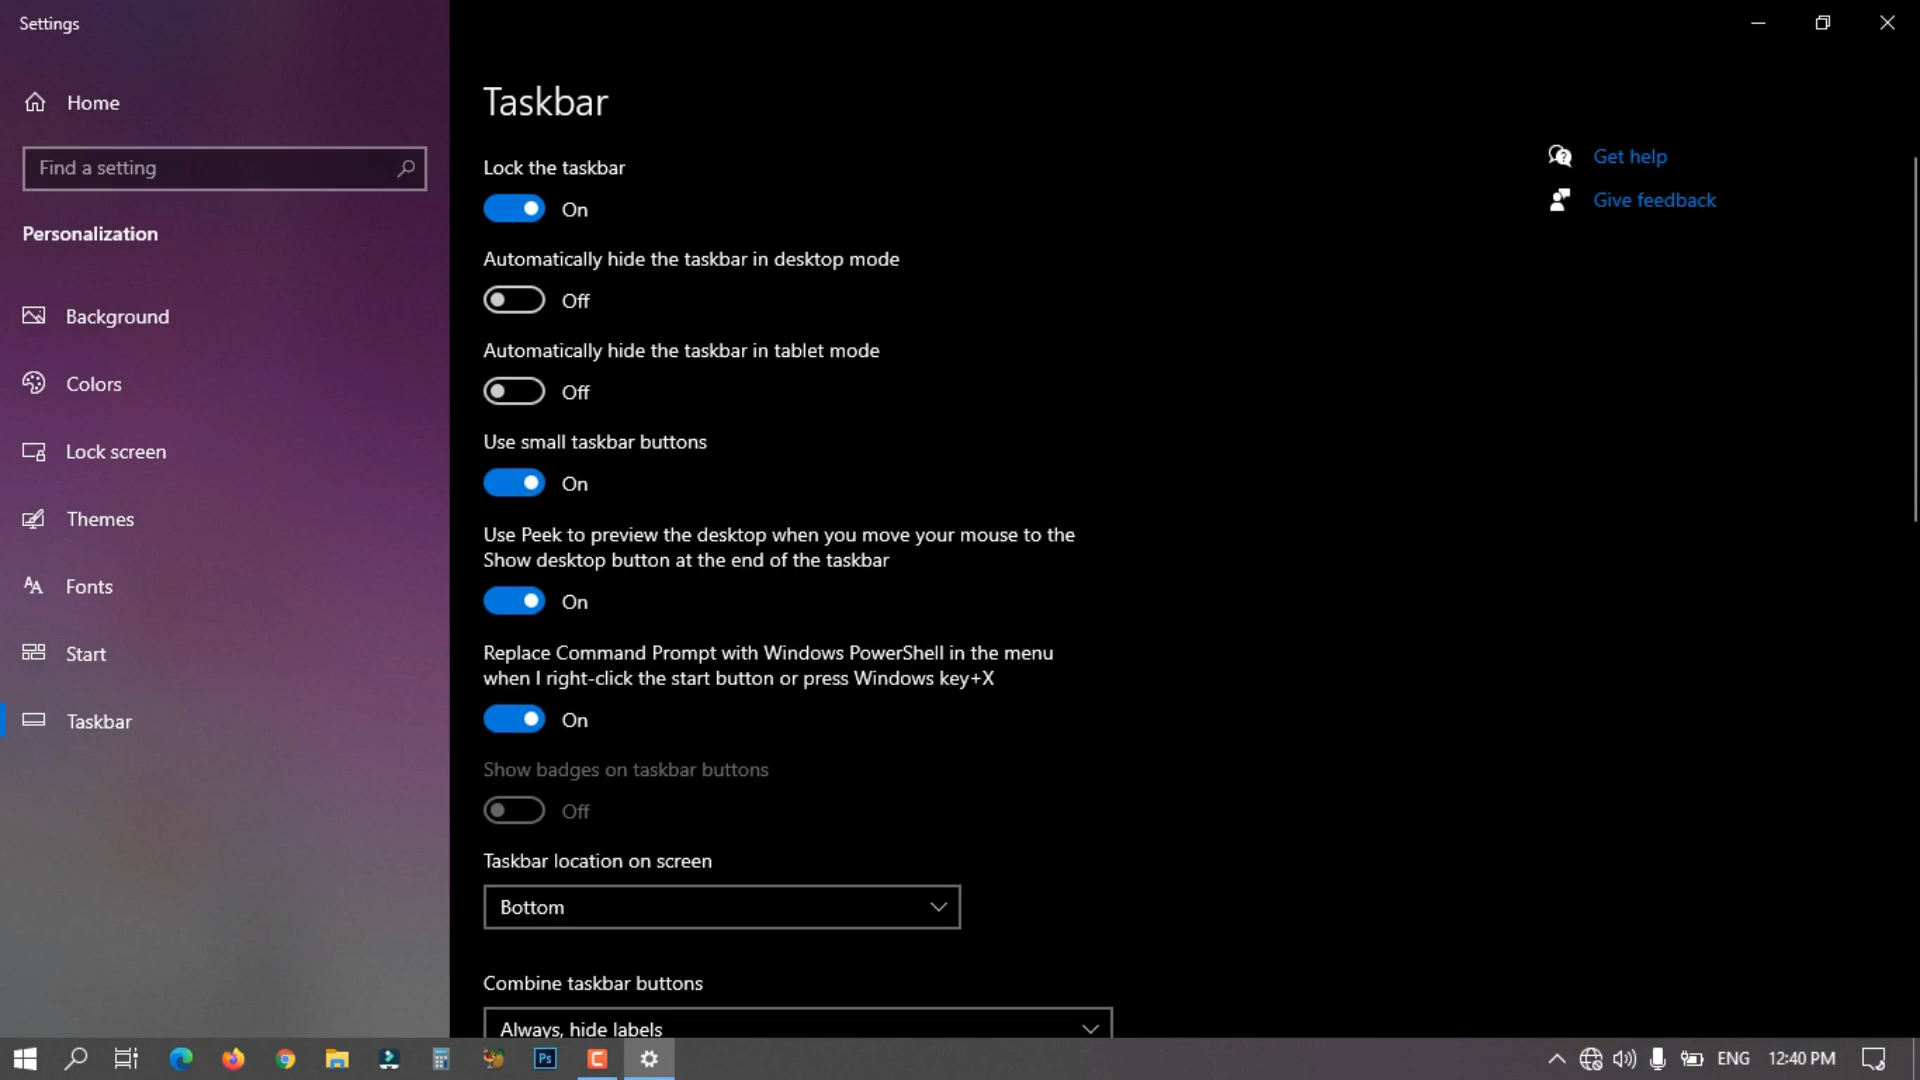 Settings
Home
Find a setting
Personalization
Background
Colors
Lock screen
Themes
Fonts
Start
Taskbar
Taskbar
Lock the taskbar
On
Automatically hide the taskbar in desktop mode
Off
Automatically hide the taskbar in tablet mode
Off
Use small taskbar buttons
On
Use Peek to preview the desktop when you move your mouse to the
Show desktop button at the end of the taskbar
On
Replace Command Prompt with Windows PowerShell in the menu
when I right-click the start button or press Windows key+X
On
Show badges on taskbar buttons
Off
Taskbar location on screen
Bottom
Combine taskbar buttons
Always, hide labels
Get help
Give feedback
Ps
C
ENG
12:40 PM